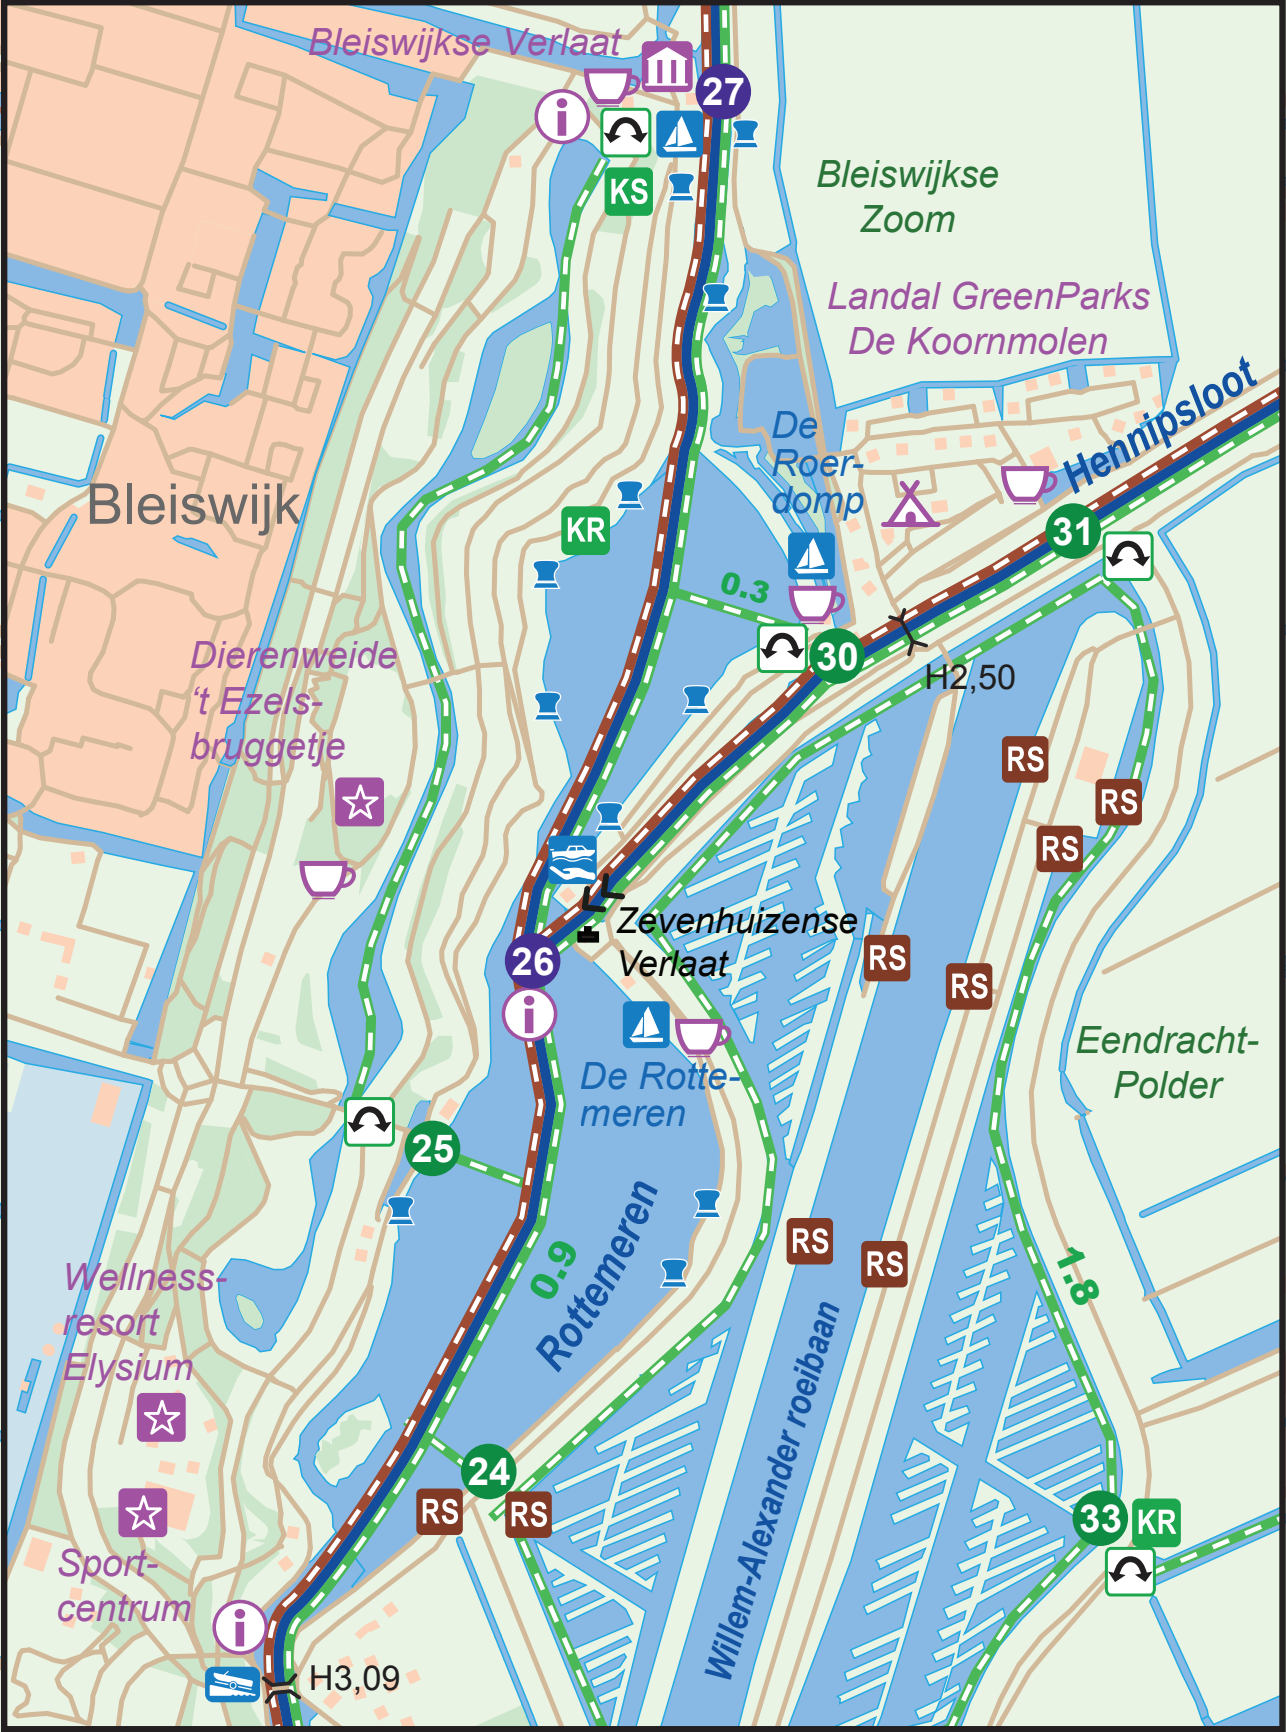 Bleiswijkse Verlaat
27
i
KS
Bleiswijkse
Zoom
Landal GreenParks
De Koornmolen
Hennipsloot
De
Roer-
domp
Bleiswijk
KR
31
0.3
30
H2,50
Dierenweide
‘t Ezels-
bruggetje
RS
RS
RS
Zevenhuizense
Verlaat
26
RS
RS
i
De Rotte-
meren
Eendracht-
Polder
25
Rottemeren
0.9
RS
RS
1.8
Wellness-
resort
Elysium
Willem-Alexander roeibaan
24
RS
RS
33
KR
Sport-
centrum
i
H3,09